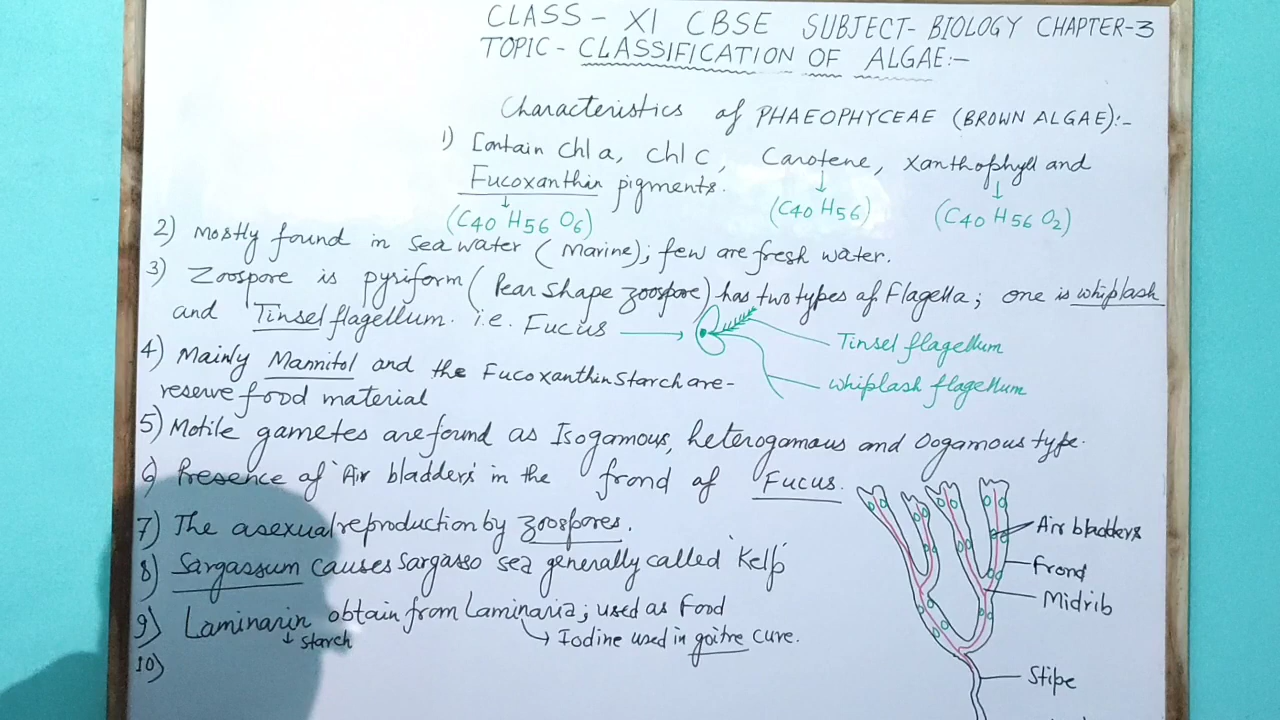 CLASS - XI CBSE SUBJECT- BIOLOGY CHAPTER-3
TOPIC - CLASSIFICATION OF ALGAE:-
Characteristics of PHAEOPHYCEAE (BROWN ALGAE):-
1) Contain chl a, chl c, Carotene, Xanthophyll and
Fucoxanthin pigments.
(C40 H56 O6) (C40 H56) (C40 H56 O2)
2) Mostly found in sea water (Marine); few are fresh water.
3) Zoospore is pyriform (Pear Shape zoospore) has two types of Flagella; one is whiplash
and Tinsel flagellum. i.e. Fucus
Tinsel flagellum
whiplash flagellum
4) Mainly Mannitol and the Fucoxanthin Starch are-
reserve food material
5) Motile gametes are found as Isogamous, heterogamous and Oogamous type.
6) Presence of 'Air bladders' in the frond of Fucus.
7) The asexual reproduction by zoospores.
8) Sargassum causes Sargasso sea generally called 'Kelp'
9) Laminarin obtain from Laminaria; used as Food
starch
Iodine used in goitre cure.
10)
Air bladders
Frond
Midrib
Stipe